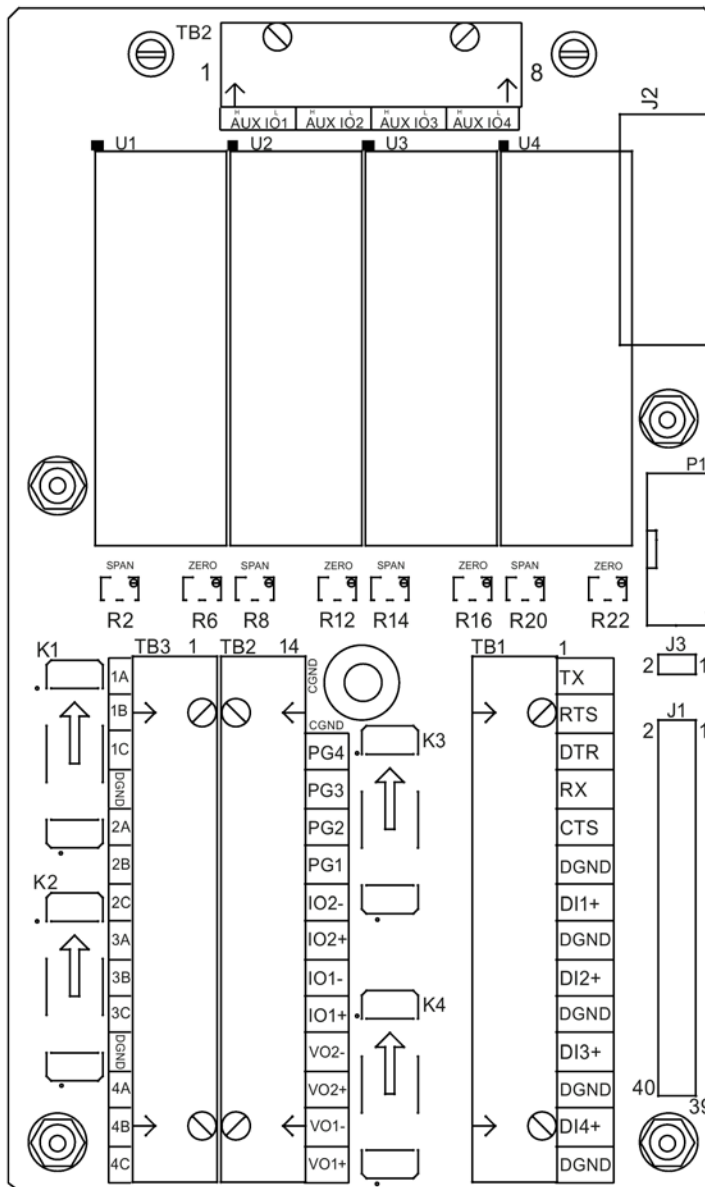 TB2
1 8
H L H L H L H L
AUX IO1 AUX IO2 AUX IO3 AUX IO4
J2
U1 U2 U3 U4
P1
SPAN ZERO SPAN ZERO SPAN ZERO SPAN ZERO
R2 R6 R8 R12 R14 R16 R20 R22
K1
TB3 1
1A
1B
1C
DGND
2A
2B
2C
3A
3B
3C
DGND
4A
4B
4C
K2
TB2 14
CGND
CGND
PG4
PG3
PG2
PG1
IO2-
IO2+
IO1-
IO1+
VO2-
VO2+
VO1-
VO1+
K3
K4
TB1 1
TX
RTS
DTR
RX
CTS
DGND
DI1+
DGND
DI2+
DGND
DI3+
DGND
DI4+
DGND
J3
2 1
J1
2 1
40 39